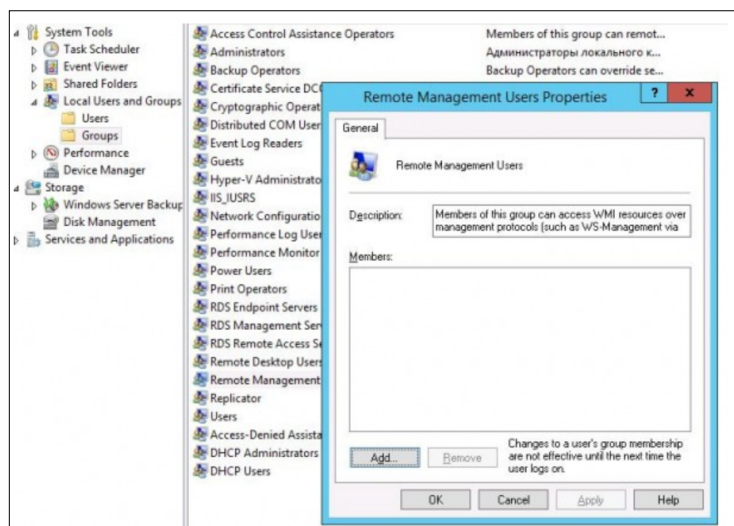 System Tools
Task Scheduler
Event Viewer
Shared Folders
Local Users and Groups
Users
Groups
Performance
Device Manager
Storage
Windows Server Backup
Disk Management
Services and Applications
Access Control Assistance Operators Members of this group can remot...
Administrators Администраторы локального к...
Backup Operators Backup Operators can override se...
Certificate Service DCO
Cryptographic Operat
Distributed COM User
Event Log Readers
Guests
Hyper-V Administrato
IIS_IUSRS
Network Configuratio
Performance Log User
Performance Monitor
Power Users
Print Operators
RDS Endpoint Servers
RDS Management Serv
RDS Remote Access Se
Remote Desktop Users
Remote Management
Replicator
Users
Access-Denied Assista
DHCP Administrators
DHCP Users
Remote Management Users Properties ? x
General
Remote Management Users
Description: Members of this group can access WMI resources over
management protocols (such as WS-Management via
Members:
Add... Remove
Changes to a user's group membership
are not effective until the next time the
user logs on.
OK Cancel Apply Help